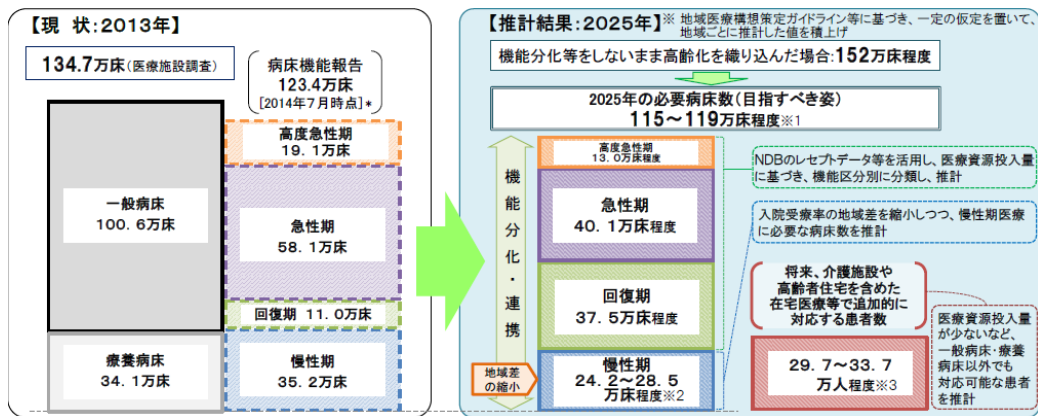 【現 状:2013年】
134.7万床(医療施設調査)
病床機能報告
123.4万床
[2014年7月時点]*
一般病床
100.6万床
療養病床
34.1万床
高度急性期
19.1万床
急性期
58.1万床
回復期 11.0万床
慢性期
35.2万床
【推計結果:2025年】※ 地域医療構想策定ガイドライン等に基づき、一定の仮定を置いて、
地域ごとに推計した値を積上げ
機能分化等をしないまま高齢化を織り込んだ場合:152万床程度
2025年の必要病床数(目指すべき姿)
115～119万床程度※1
機能分化・連携
地域差
の縮小
高度急性期
13.0万床程度
急性期
40.1万床程度
回復期
37.5万床程度
慢性期
24.2～28.5
万床程度※2
NDBのレセプトデータ等を活用し、医療資源投入量
に基づき、機能区分別に分類し、推計
入院受療率の地域差を縮小しつつ、慢性期医療
に必要な病床数を推計
将来、介護施設や
高齢者住宅を含めた
在宅医療等で追加的に
対応する患者数
29.7～33.7
万人程度※3
医療資源投入量
が少ないなど、
一般病床・療養
病床以外でも
対応可能な患者
を推計